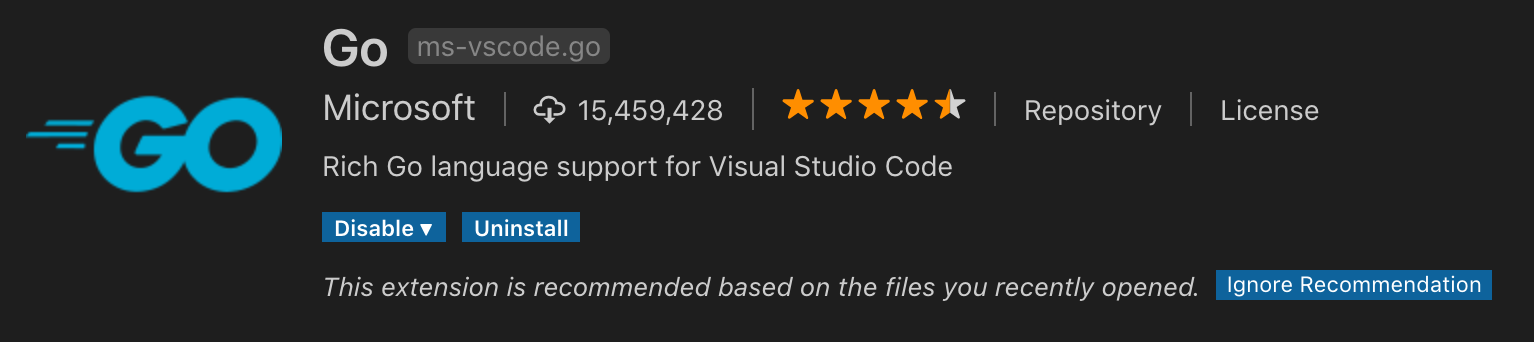 GO
Go ms-vscode.go
Microsoft 15,459,428 Repository License
Rich Go language support for Visual Studio Code
Disable ▾ Uninstall
This extension is recommended based on the files you recently opened. Ignore Recommendation